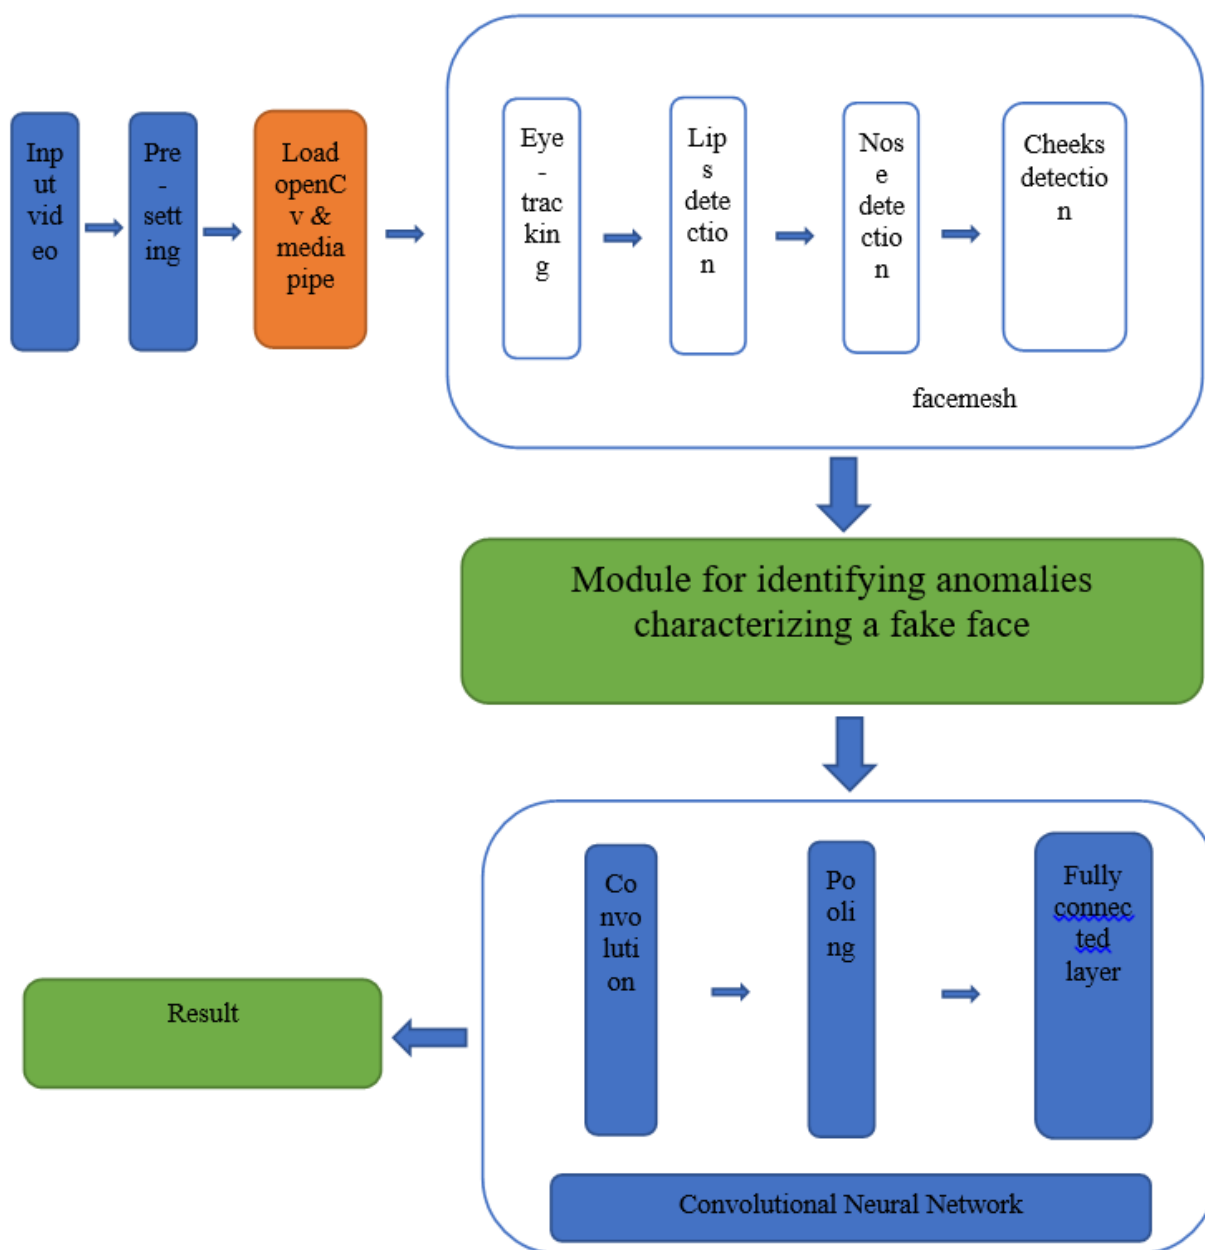 Inp
ut
vid
eo
Pre
-
sett
ing
Load
openC
v &
media
pipe
Eye
-
trac
kin
g
Lip
s
dete
ctio
n
Nos
e
dete
ctio
n
Cheeks
detectio
n
facemesh
Module for identifying anomalies
characterizing a fake face
Co
nvo
luti
on
Po
oli
ng
Fully
connec
ted
layer
Result
Convolutional Neural Network